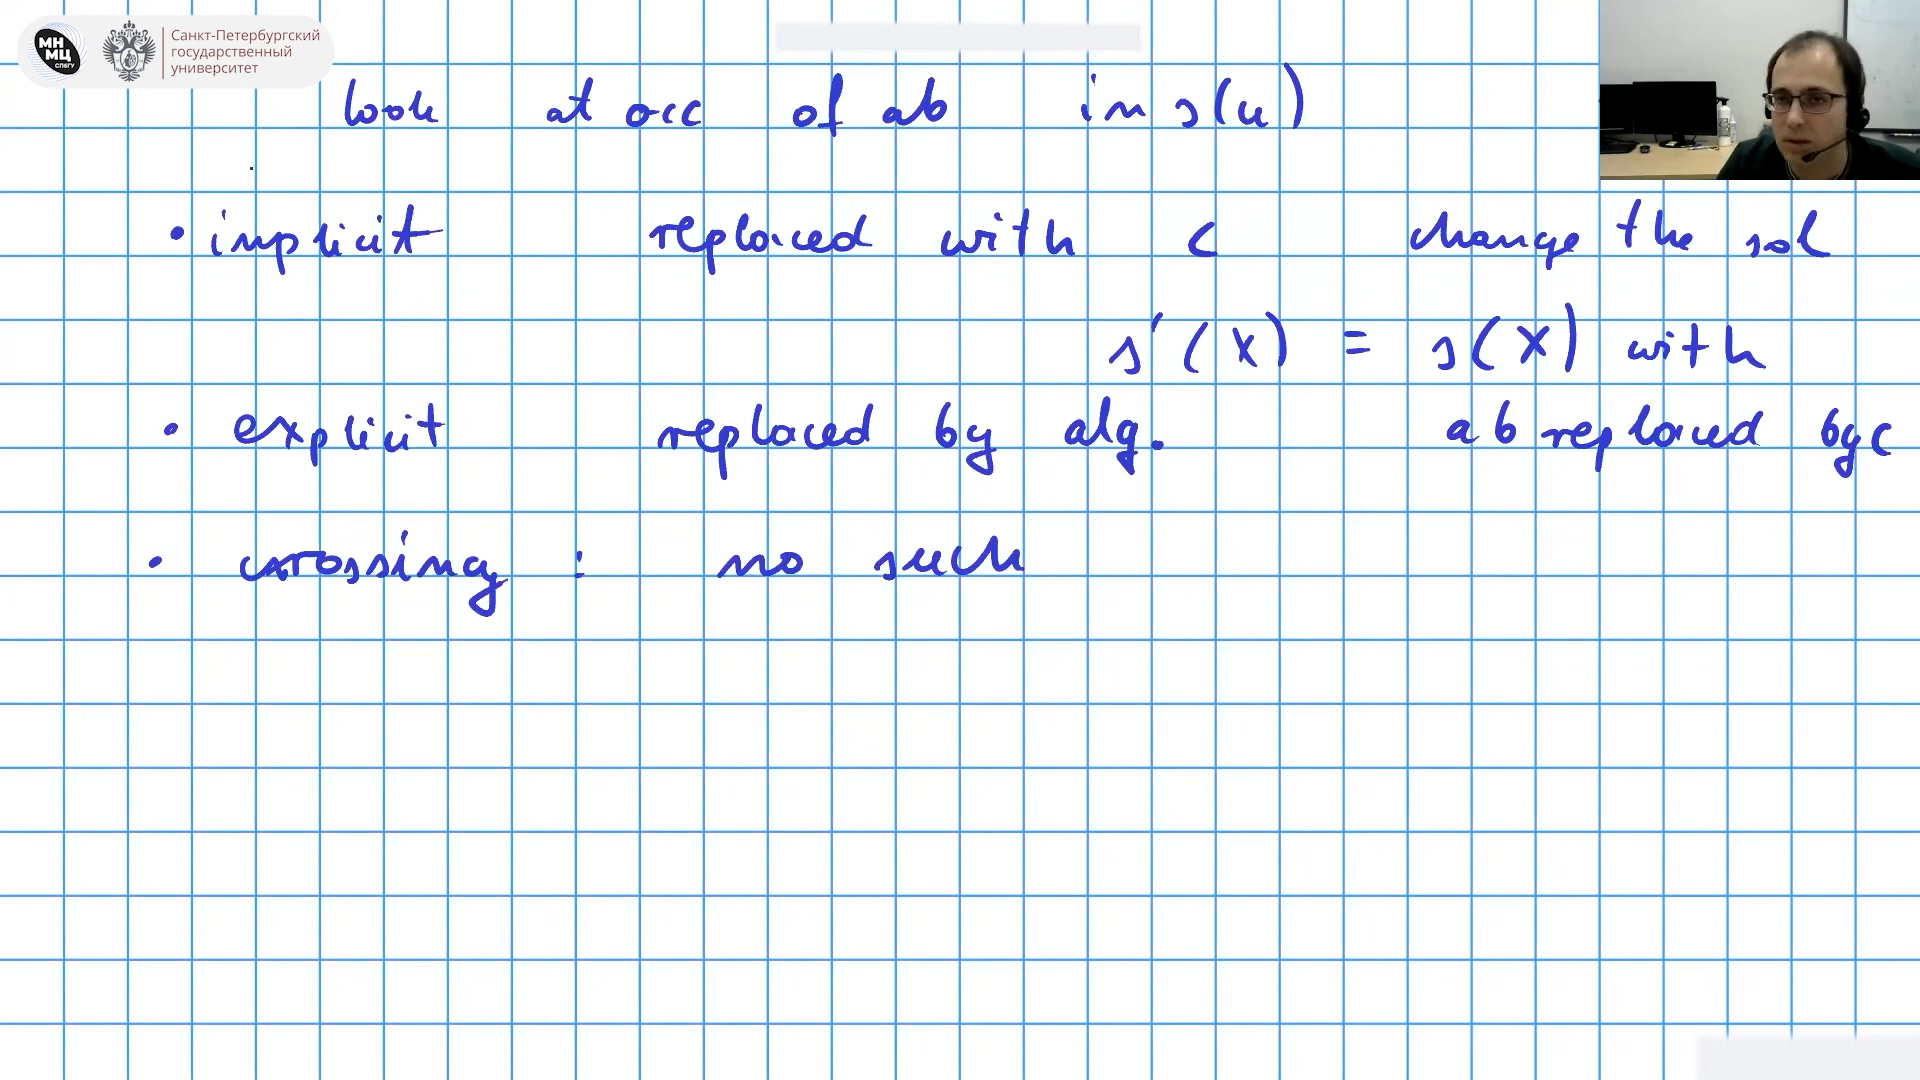 МН
МЦ
СПБГУ
Санкт-Петербургский
государственный
университет
look at occ of ab in s(u)
• implicit replaced with c change the sol
s'(X) = s(X) with
• explicit replaced by alg. ab replaced by c
• crossing : no such